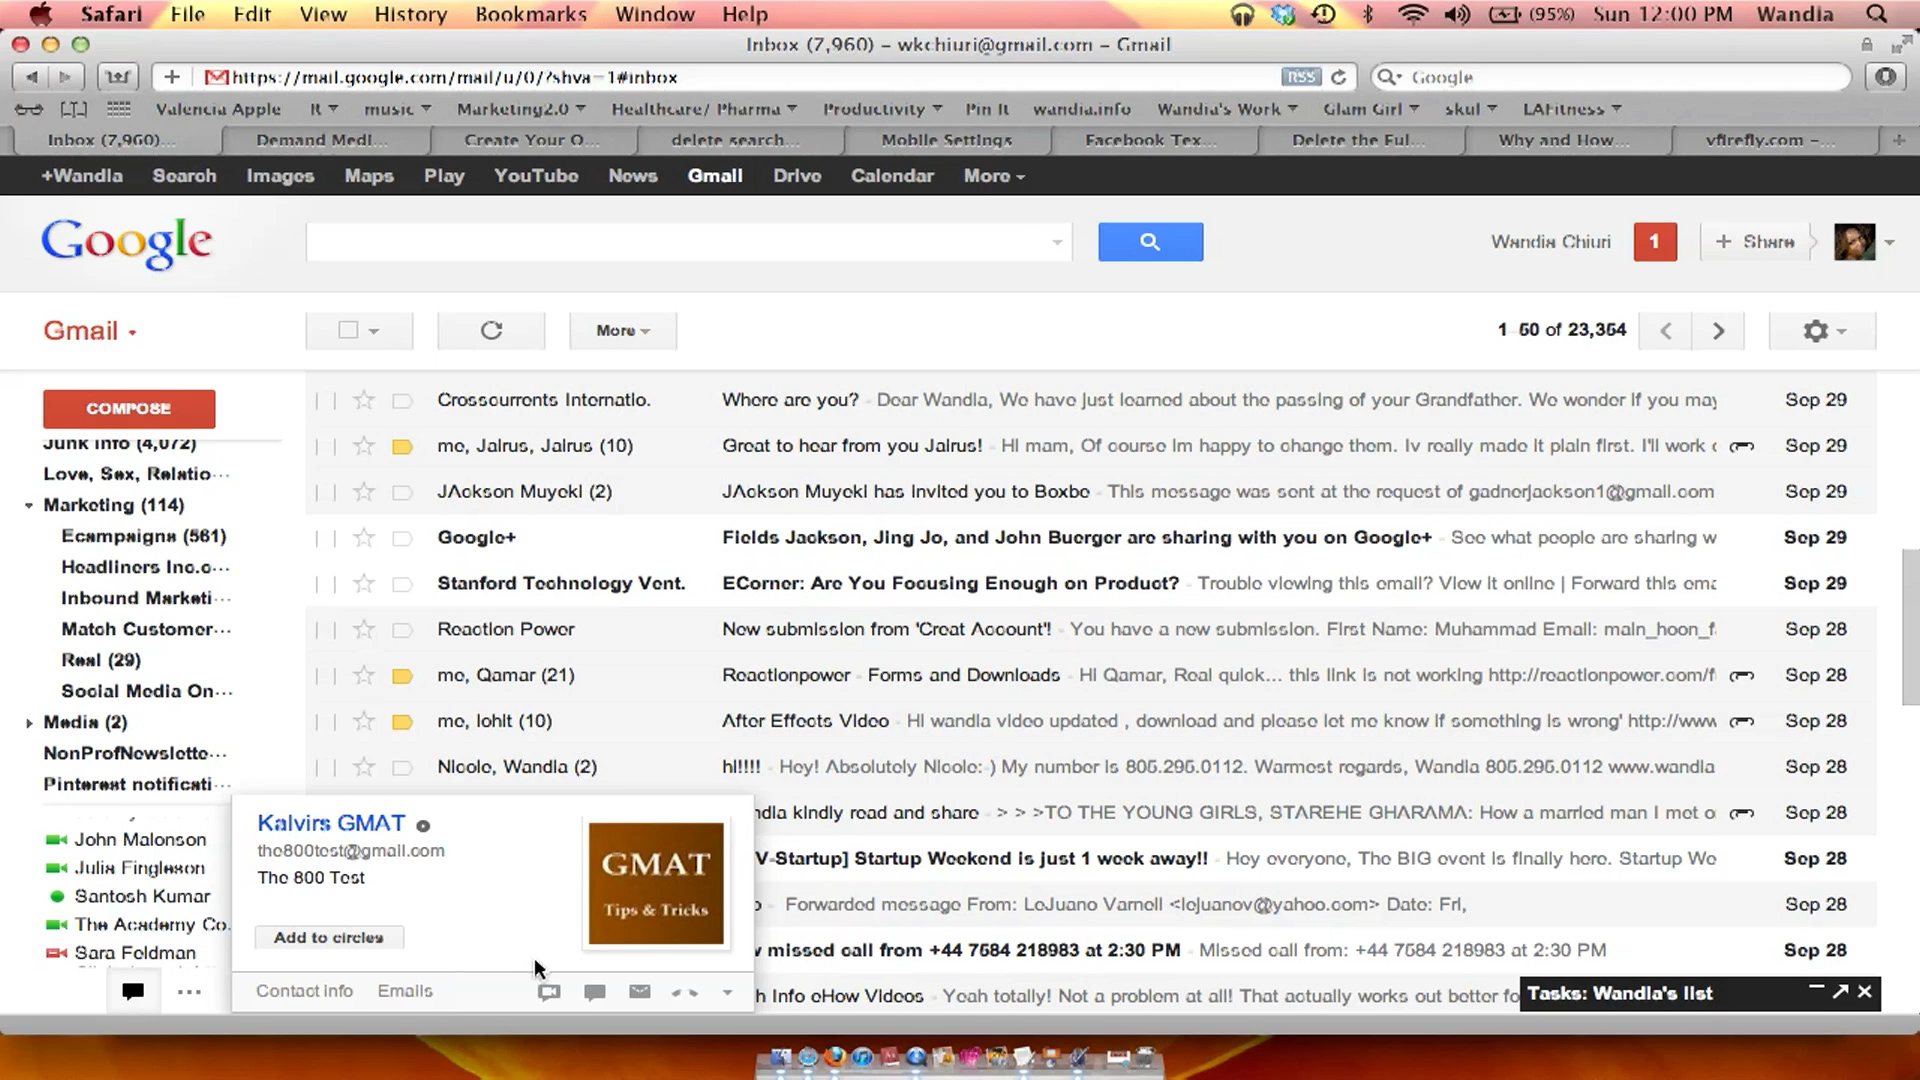 Safari File Edit View History Bookmarks Window Help (95%) Sun 12:00 PM Wandia
Inbox (7,960) – wkchiuri@gmail.com – Gmail
https://mail.google.com/mail/u/0/?shva=1#inbox RSS Google
Valencia Apple R music Marketing2.0 Healthcare/ Pharma Productivity Pin It wandia.info Wandia's Work Glam Girl skul LAFitness
Inbox (7,960)... Demand Medi... Create Your O... delete search... Mobile Settings Facebook Tex... Delete the Ful... Why and How... vfirefly.com –...
+Wandia Search Images Maps Play YouTube News Gmail Drive Calendar More
Google Wandia Chiuri 1 + Share
Gmail More 1–50 of 23,354
COMPOSE
Junk Info (4,072)
Love, Sex, Relatio...
Marketing (114)
Ecampaigns (561)
Headliners Inc.o...
Inbound Marketi...
Match Customer...
Real (29)
Social Media On...
Media (2)
NonProfNewslette...
Pinterest notificati...
John Malonson
Julia Fingleson
Santosh Kumar
The Academy Co.
Sara Feldman
Crosscurrents Internatio. Where are you? - Dear Wandia, We have just learned about the passing of your Grandfather. We wonder if you may Sep 29
me, Jairus, Jairus (10) Great to hear from you Jairus! - Hi mam, Of course Im happy to change them. Iv really made it plain first. I'll work Sep 29
JAckson Muyeki (2) JAckson Muyeki has invited you to Boxbe - This message was sent at the request of gadnerjackson1@gmail.com Sep 29
Google+ Fields Jackson, Jing Jo, and John Buerger are sharing with you on Google+ - See what people are sharing w Sep 29
Stanford Technology Vent. ECorner: Are You Focusing Enough on Product? - Trouble viewing this email? View it online | Forward this ema Sep 29
Reaction Power New submission from 'Creat Account'! - You have a new submission. First Name: Muhammad Email: main_hoon_f Sep 28
me, Qamar (21) Reactionpower - Forms and Downloads - Hi Qamar, Real quick... this link is not working http://reactionpower.com/f Sep 28
me, lohit (10) After Effects Video - Hi wandia video updated , download and please let me know if something is wrong' http://www Sep 28
Nicole, Wandia (2) hi!!!! - Hey! Absolutely Nicole:-) My number is 805.295.0112. Warmest regards, Wandia 805.295.0112 www.wandia Sep 28
ndia kindly read and share - > > >TO THE YOUNG GIRLS, STAREHE GHARAMA: How a married man I met o Sep 28
V-Startup] Startup Weekend is just 1 week away!! - Hey everyone, The BIG event is finally here. Startup We Sep 28
Forwarded message From: LeJuano Varnell <lejuanov@yahoo.com> Date: Fri, Sep 28
missed call from +44 7584 218983 at 2:30 PM - Missed call from: +44 7584 218983 at 2:30 PM Sep 28
h Info eHow Videos - Yeah totally! Not a problem at all! That actually works out better fo
Kalvirs GMAT
the800test@gmail.com
The 800 Test
Add to circles
Contact info Emails
GMAT
Tips & Tricks
Tasks: Wandia's list